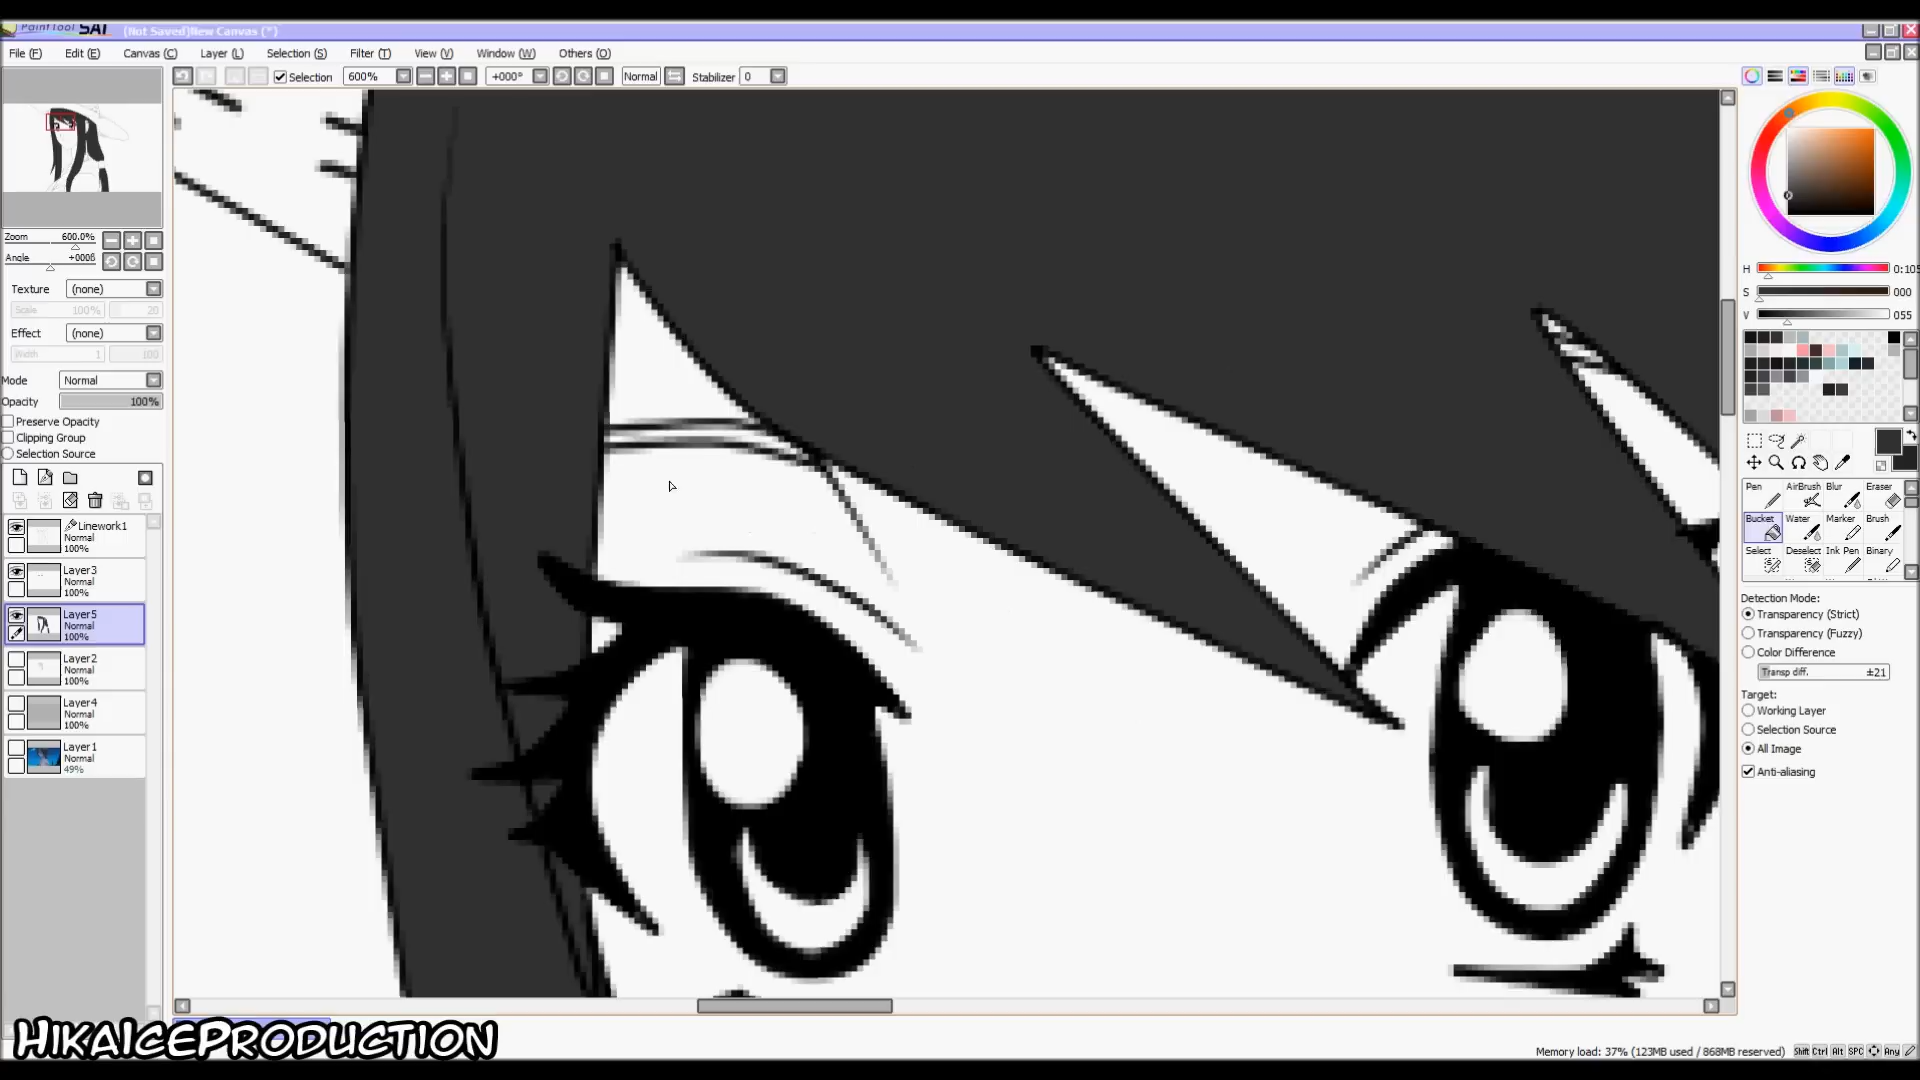 PaintTool SAI (Not Saved)New Canvas (*)
File (F) Edit (E) Canvas (C) Layer (L) Selection (S) Filter (T) View (V) Window (W) Others (O)
Selection 600% +000° Normal Stabilizer 0
Zoom 600.0%
Angle +000ß
Texture (none)
Scale 100% 20
Effect (none)
Width 1 100
Mode Normal
Opacity 100%
Preserve Opacity
Clipping Group
Selection Source
Linework1
Normal
100%
Layer3
Normal
100%
Layer5
Normal
100%
Layer2
Normal
100%
Layer4
Normal
100%
Layer1
Normal
49%
H 0:105
S 000
V 055
Pen AirBrush Blur Eraser
Bucket Water Marker Brush
Select Deselect Ink Pen Binary
Detection Mode:
Transparency (Strict)
Transparency (Fuzzy)
Color Difference
Transp diff. ±21
Target:
Working Layer
Selection Source
All Image
Anti-aliasing
HikaIceProduction
Memory load: 37% (123MB used / 868MB reserved) Shift Ctrl Alt SPC Any